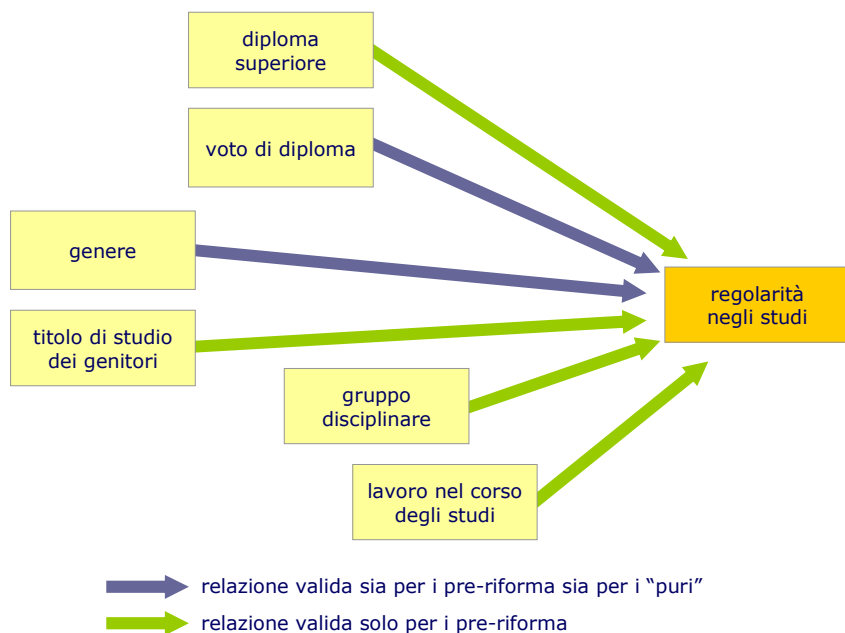 diploma
superiore
voto di diploma
genere
regolarità
negli studi
titolo di studio
dei genitori
gruppo
disciplinare
lavoro nel corso
degli studi
relazione valida sia per i pre-riforma sia per i “puri”
relazione valida solo per i pre-riforma